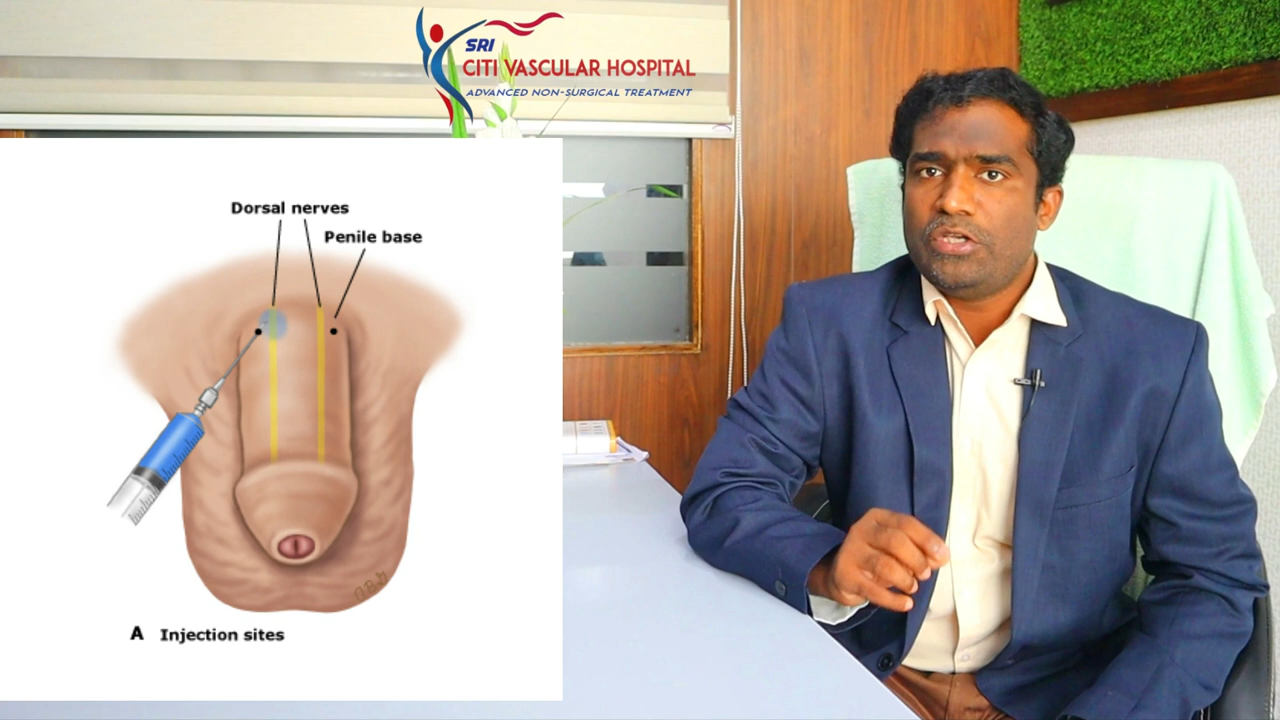 SRI
CITI VASCULAR HOSPITAL
ADVANCED NON-SURGICAL TREATMENT
Dorsal nerves
Penile base
A Injection sites